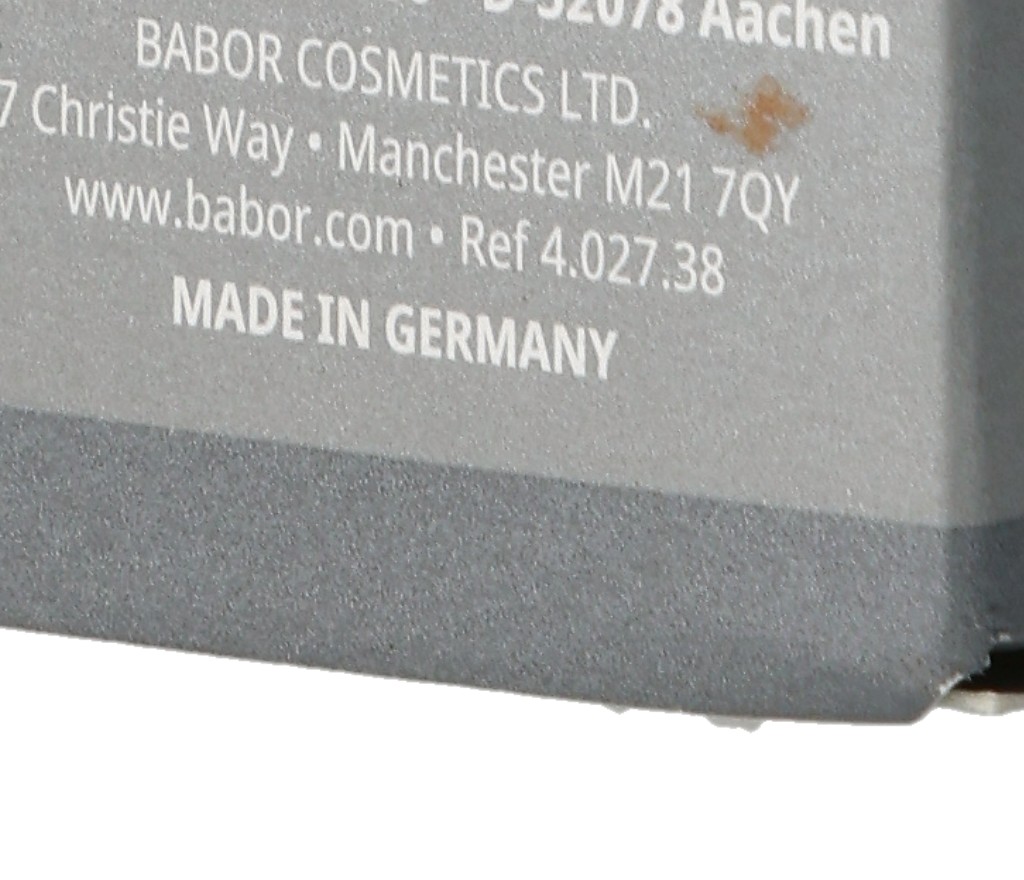 D-52078 Aachen
BABOR COSMETICS LTD.
7 Christie Way • Manchester M21 7QY
www.babor.com • Ref 4.027.38
MADE IN GERMANY